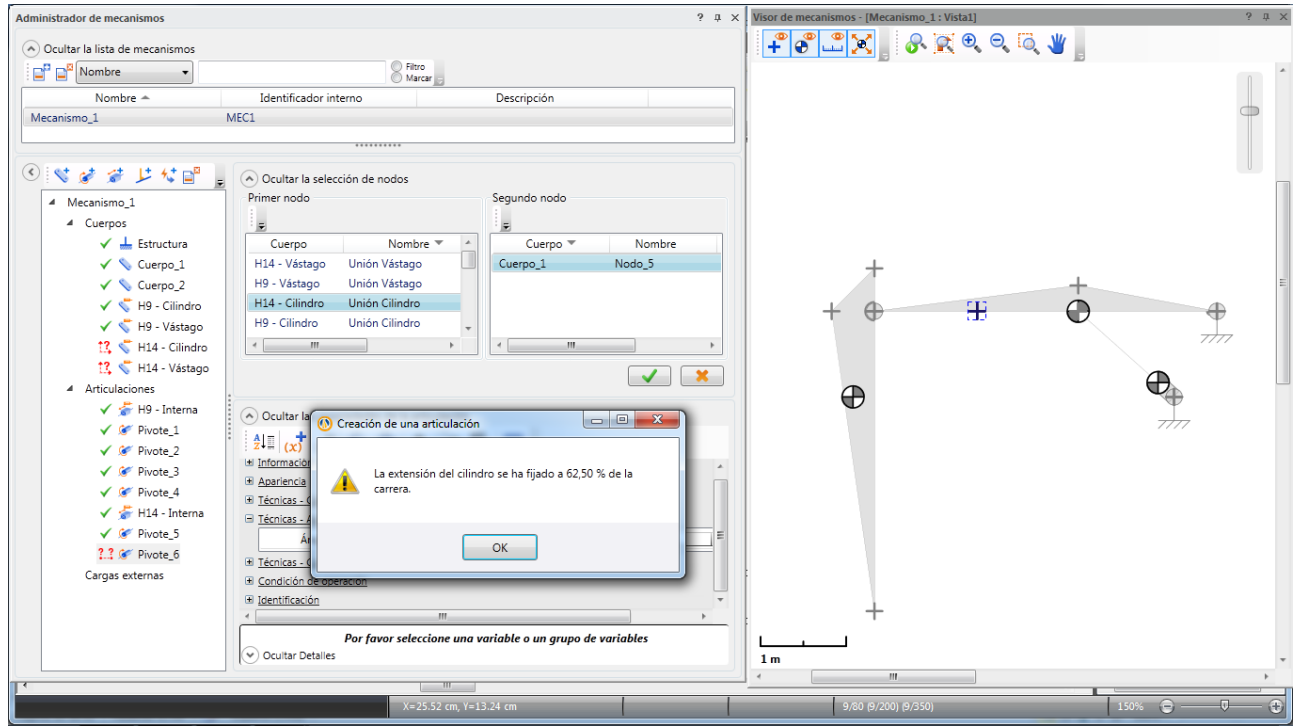 Administrador de mecanismos
Ocultar la lista de mecanismos
Nombre
Filtro
Marcar
Nombre Identificador interno Descripción
Mecanismo_1 MEC1
Mecanismo_1
Cuerpos
Estructura
Cuerpo_1
Cuerpo_2
H9 - Cilindro
H9 - Vástago
H14 - Cilindro
H14 - Vástago
Articulaciones
H9 - Interna
Pivote_1
Pivote_2
Pivote_3
Pivote_4
H14 - Interna
Pivote_5
Pivote_6
Cargas externas
Ocultar la selección de nodos
Primer nodo
Cuerpo Nombre
H14 - Vástago Unión Vástago
H9 - Vástago Unión Vástago
H14 - Cilindro Unión Cilindro
H9 - Cilindro Unión Cilindro
Segundo nodo
Cuerpo Nombre
Cuerpo_1 Nodo_5
Ocultar la
Información
Apariencia
Técnicas -
Técnicas -
Técnicas -
Condición de operación
Identificación
Por favor seleccione una variable o un grupo de variables
Ocultar Detalles
Creación de una articulación
La extensión del cilindro se ha fijado a 62,50 % de la
carrera.
OK
Visor de mecanismos - [Mecanismo_1 : Vista1]
1 m
X=25.52 cm, Y=13.24 cm
9/80 (9/200) (9/350)
150%